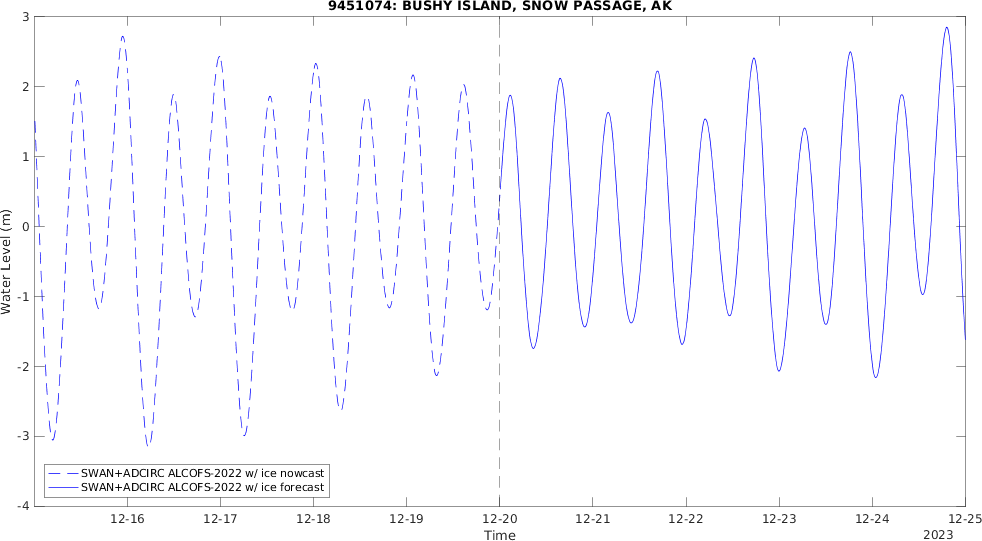 9451074: BUSHY ISLAND, SNOW PASSAGE, AK
3
2
1
0
-1
-2
-3
-4
Water Level (m)
SWAN+ADCIRC ALCOFS-2022 w/ ice nowcast
SWAN+ADCIRC ALCOFS-2022 w/ ice forecast
12-16 12-17 12-18 12-19 12-20 12-21 12-22 12-23 12-24 12-25
Time
2023